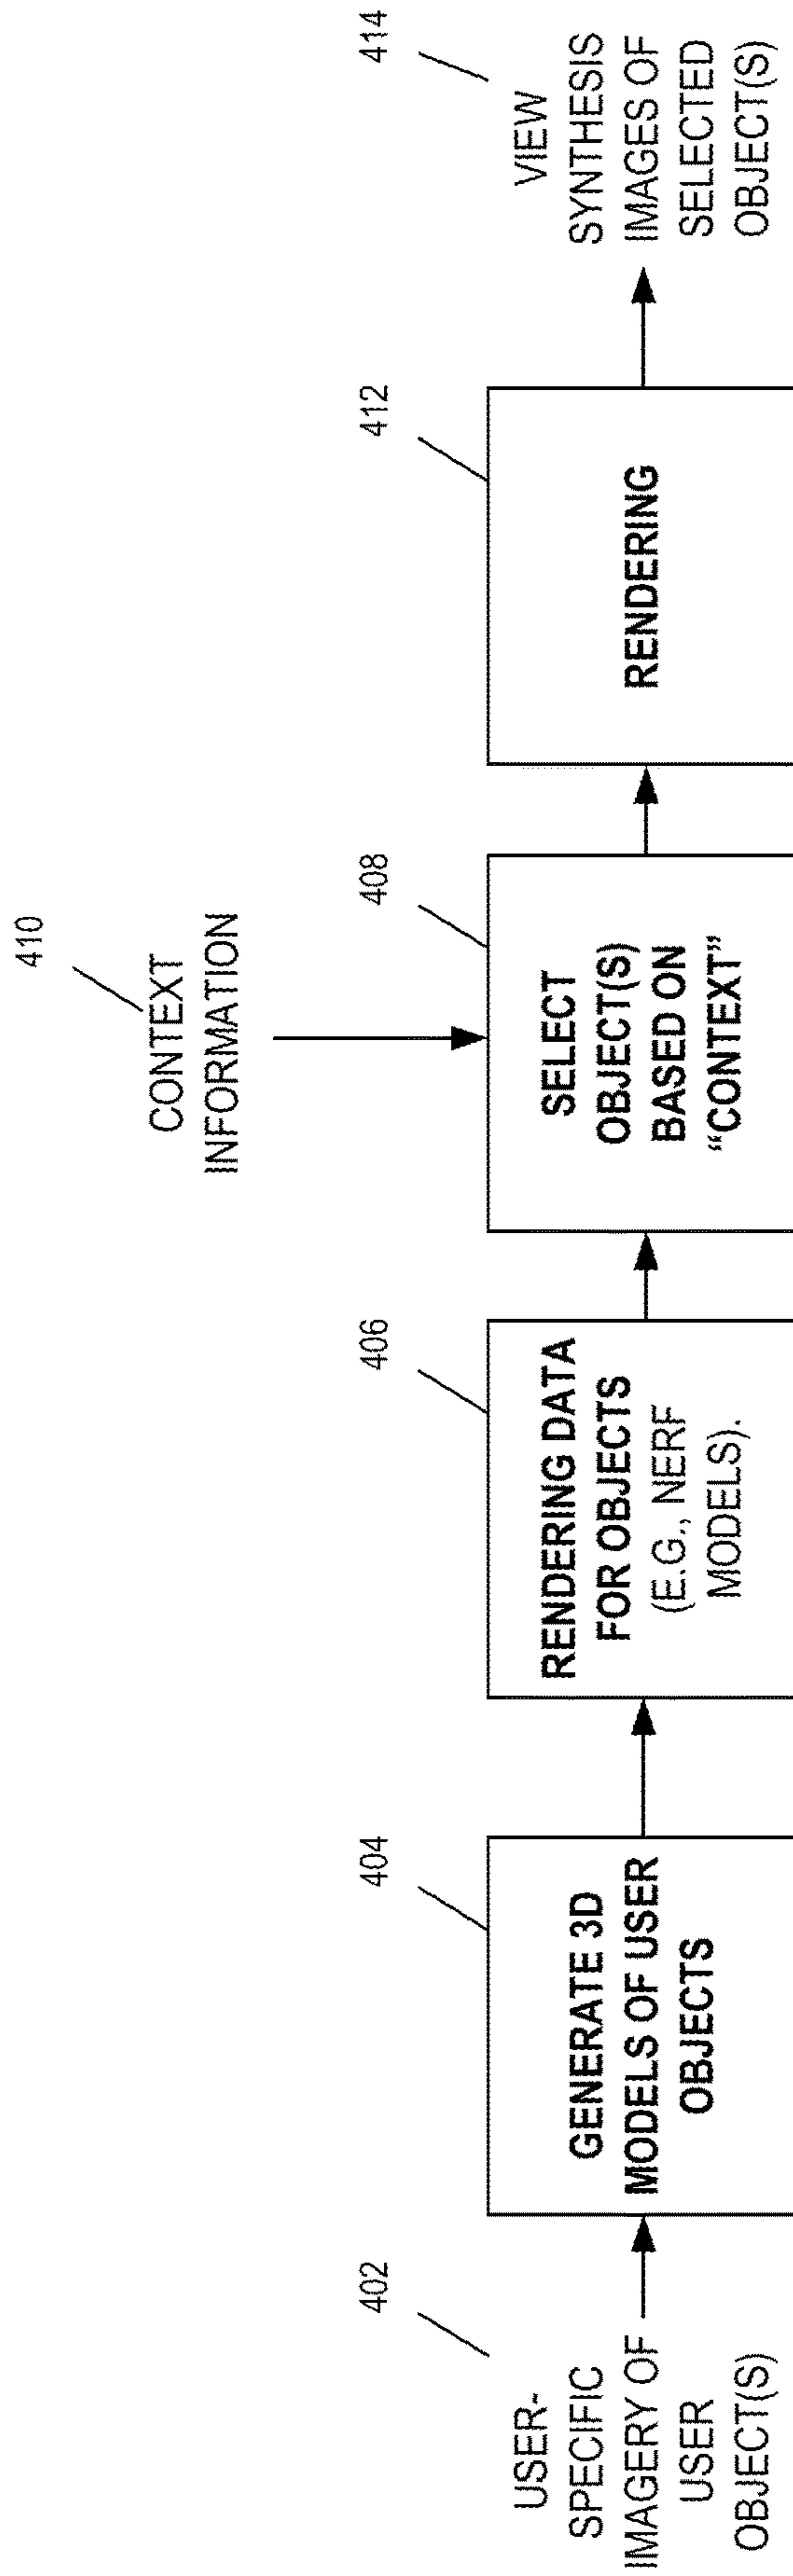 402
USER-
SPECIFIC
IMAGERY OF
USER
OBJECT(S)
404
GENERATE 3D
MODELS OF USER
OBJECTS
406
RENDERING DATA
FOR OBJECTS
(E.G., NERF
MODELS).
410
CONTEXT
INFORMATION
408
SELECT
OBJECT(S)
BASED ON
“CONTEXT”
412
RENDERING
414
VIEW
SYNTHESIS
IMAGES OF
SELECTED
OBJECT(S)